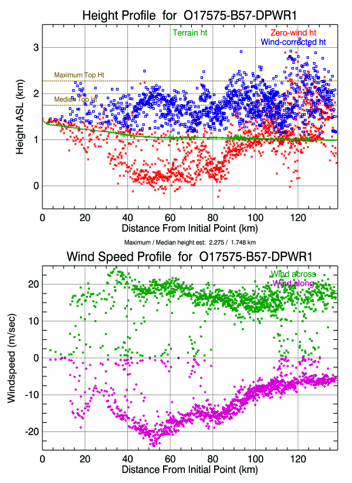 Height Profile for O17575-B57-DPWR1
Terrain ht
Zero-wind ht
Wind-corrected ht
Maximum Top Ht
Median Top Ht
Height ASL (km)
3
2
1
0
0 20 40 60 80 100 120
Distance From Initial Point (km)
Maximum / Median height est: 2.275 / 1.748 km
Wind Speed Profile for O17575-B57-DPWR1
Wind across
Wind along
Windspeed (m/sec)
20
10
0
-10
-20
0 20 40 60 80 100 120
Distance From Initial Point (km)